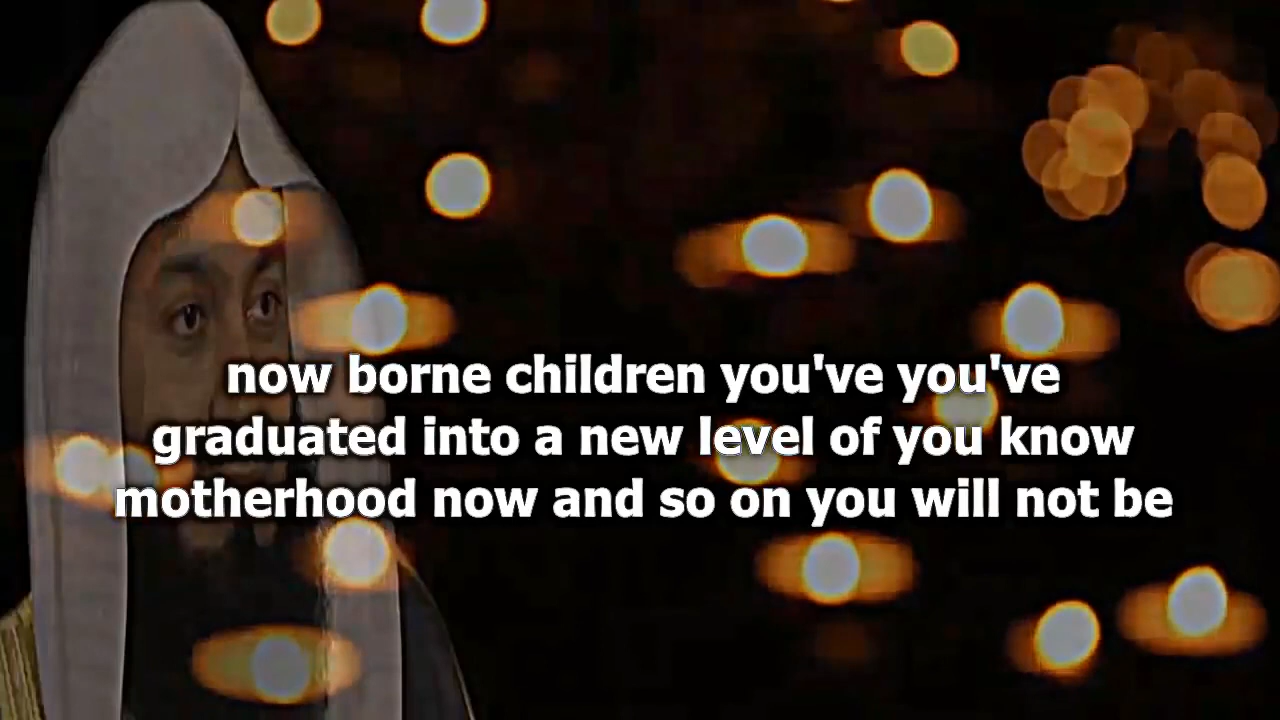 now borne children you've you've
graduated into a new level of you know
motherhood now and so on you will not be